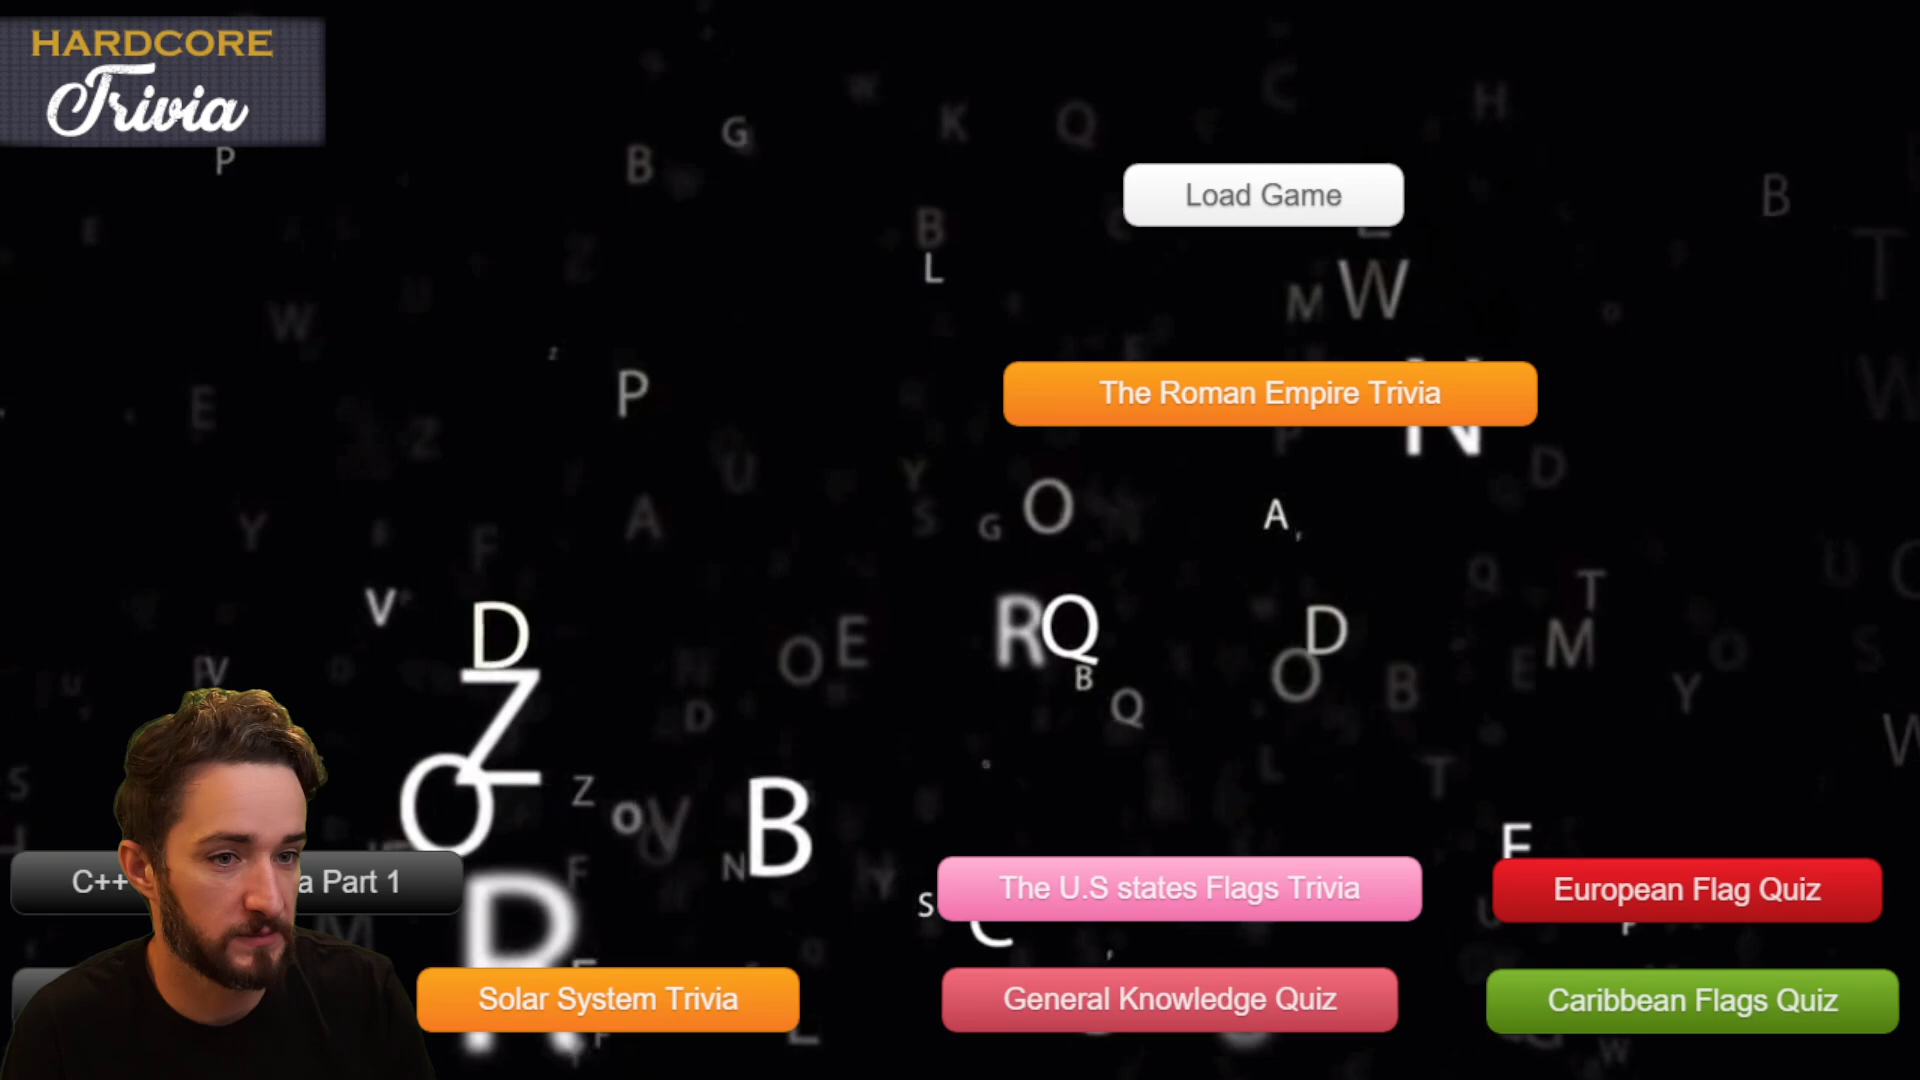 HARDCORE
Trivia
Load Game
The Roman Empire Trivia
C++
a Part 1
The U.S states Flags Trivia
European Flag Quiz
Solar System Trivia
General Knowledge Quiz
Caribbean Flags Quiz